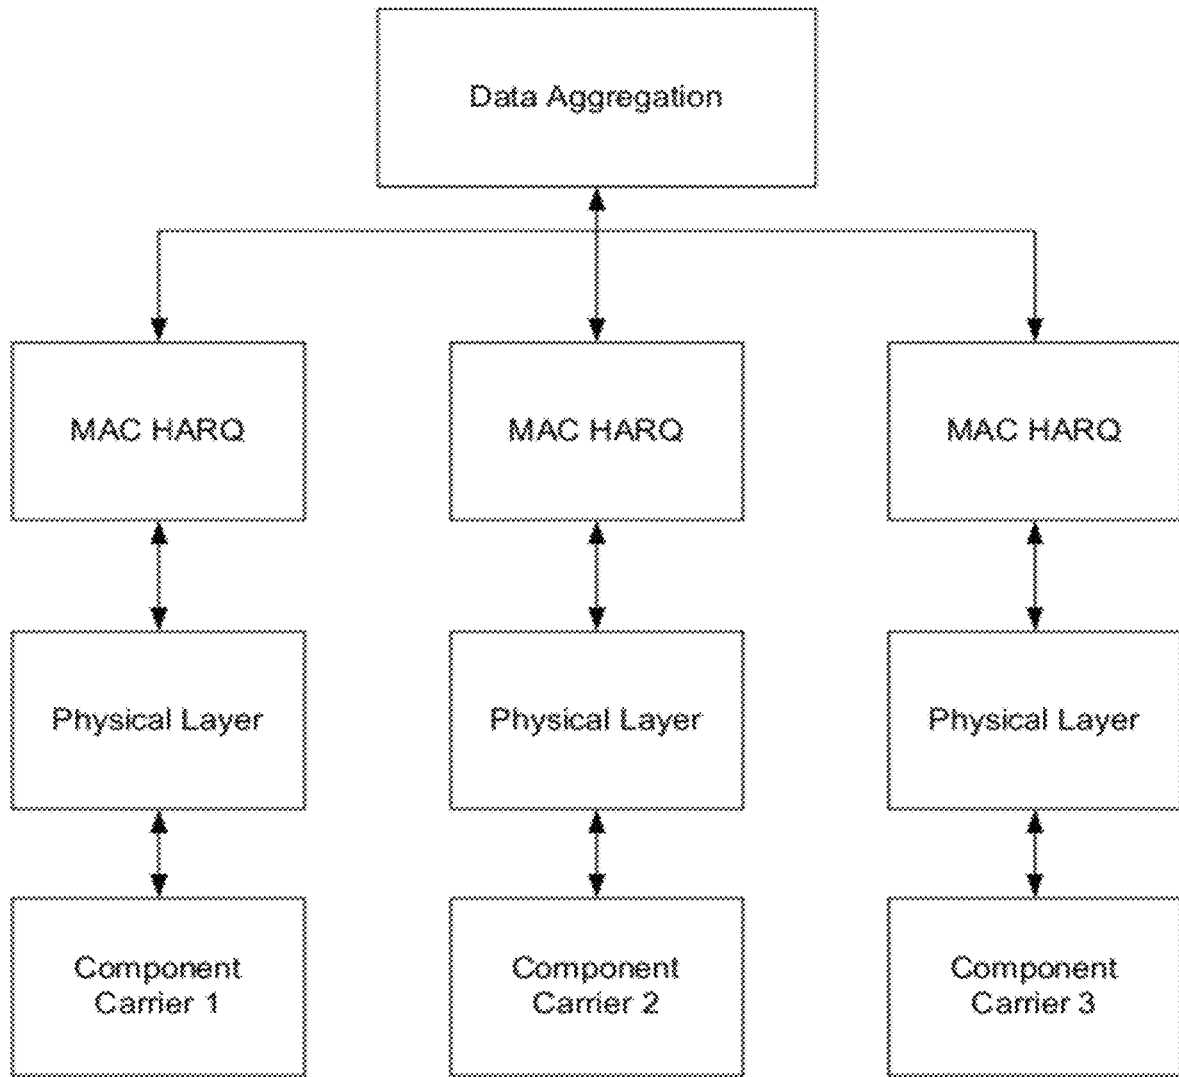 Data Aggregation
MAC HARQ
MAC HARQ
MAC HARQ
Physical Layer
Physical Layer
Physical Layer
Component
Carrier 1
Component
Carrier 2
Component
Carrier 3